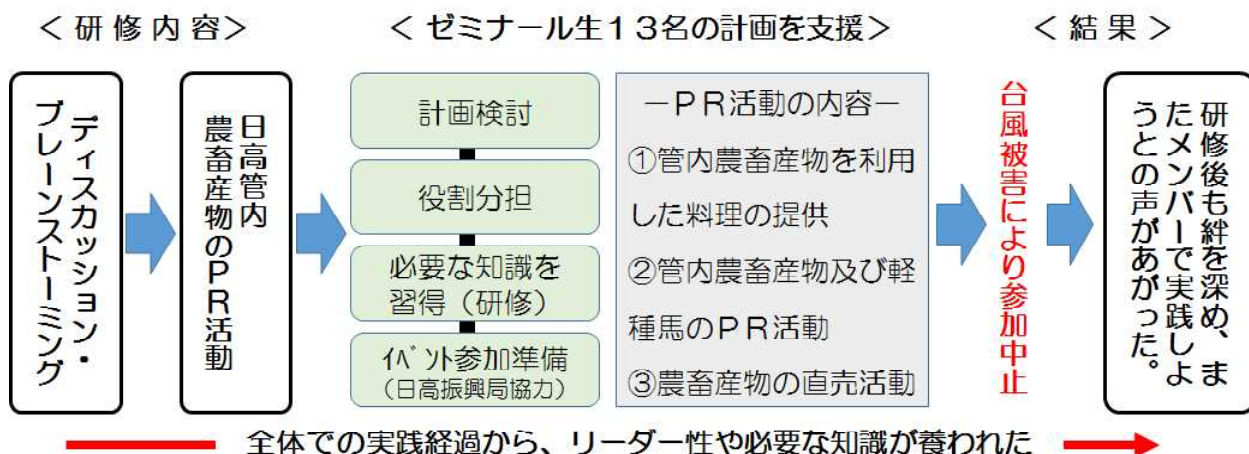 ＜研修内容＞
＜ゼミナール生１３名の計画を支援＞
＜結果＞
ディスカッション・
ブレーンストーミング
日高管内
農畜産物のＰＲ活動
計画検討
役割分担
必要な知識を
習得（研修）
ｲﾍﾞﾝﾄ参加準備
（日高振興局協力）
－ＰＲ活動の内容－
①管内農畜産物を利用
した料理の提供
②管内農畜産物及び軽
種馬のＰＲ活動
③農畜産物の直売活動
台風被害により参加中止
研修後も絆を深め、ま
たメンバーで実践しよ
うとの声があがった。
全体での実践経過から、リーダー性や必要な知識が養われた